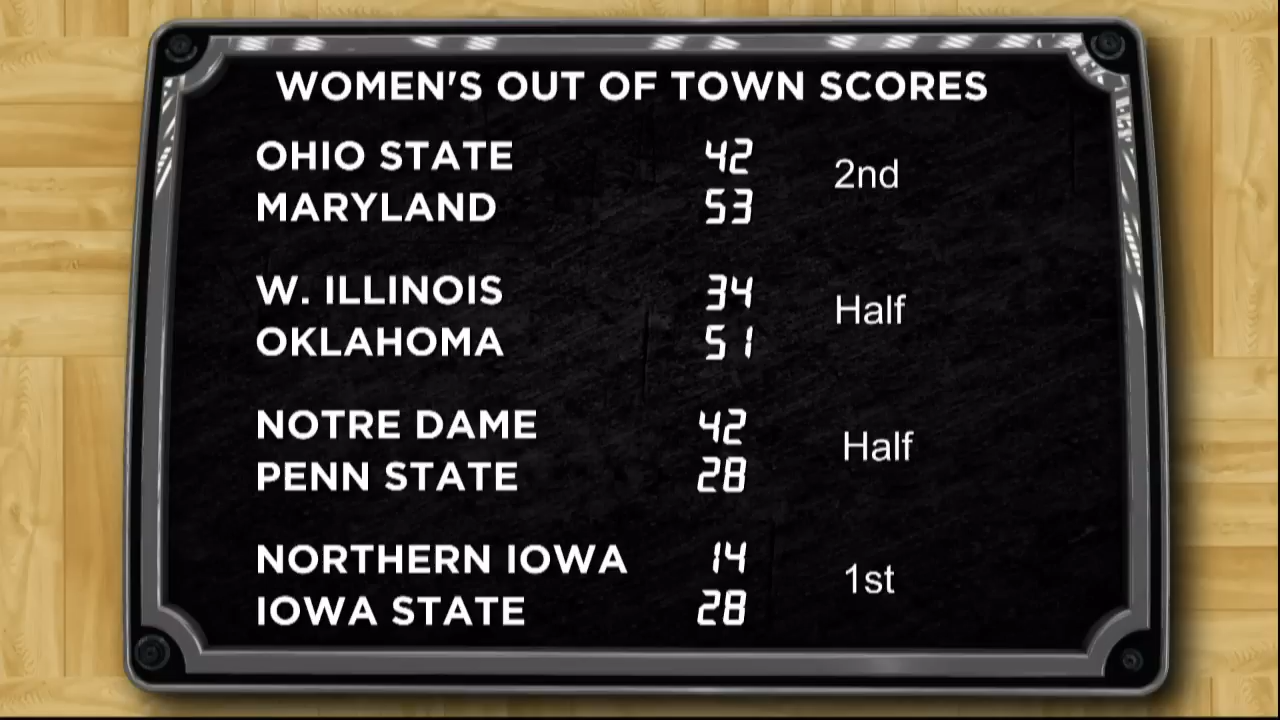 WOMEN'S OUT OF TOWN SCORES
OHIO STATE 42 2nd
MARYLAND 53
W. ILLINOIS 34 Half
OKLAHOMA 51
NOTRE DAME 42 Half
PENN STATE 28
NORTHERN IOWA 14 1st
IOWA STATE 28